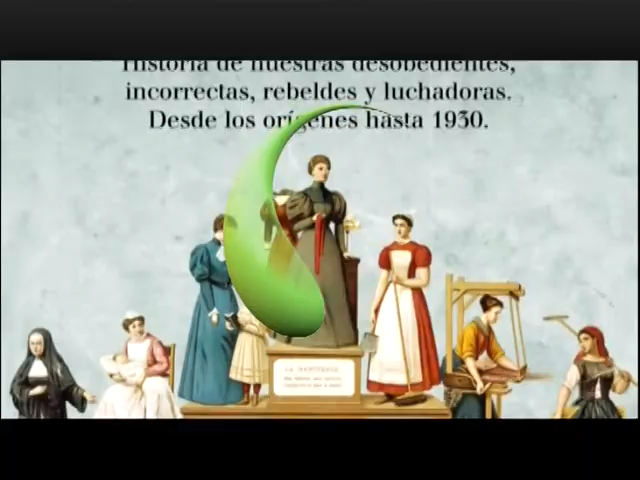 Historia de nuestras desobedientes,
incorrectas, rebeldes y luchadoras.
Desde los orígenes hasta 1930.